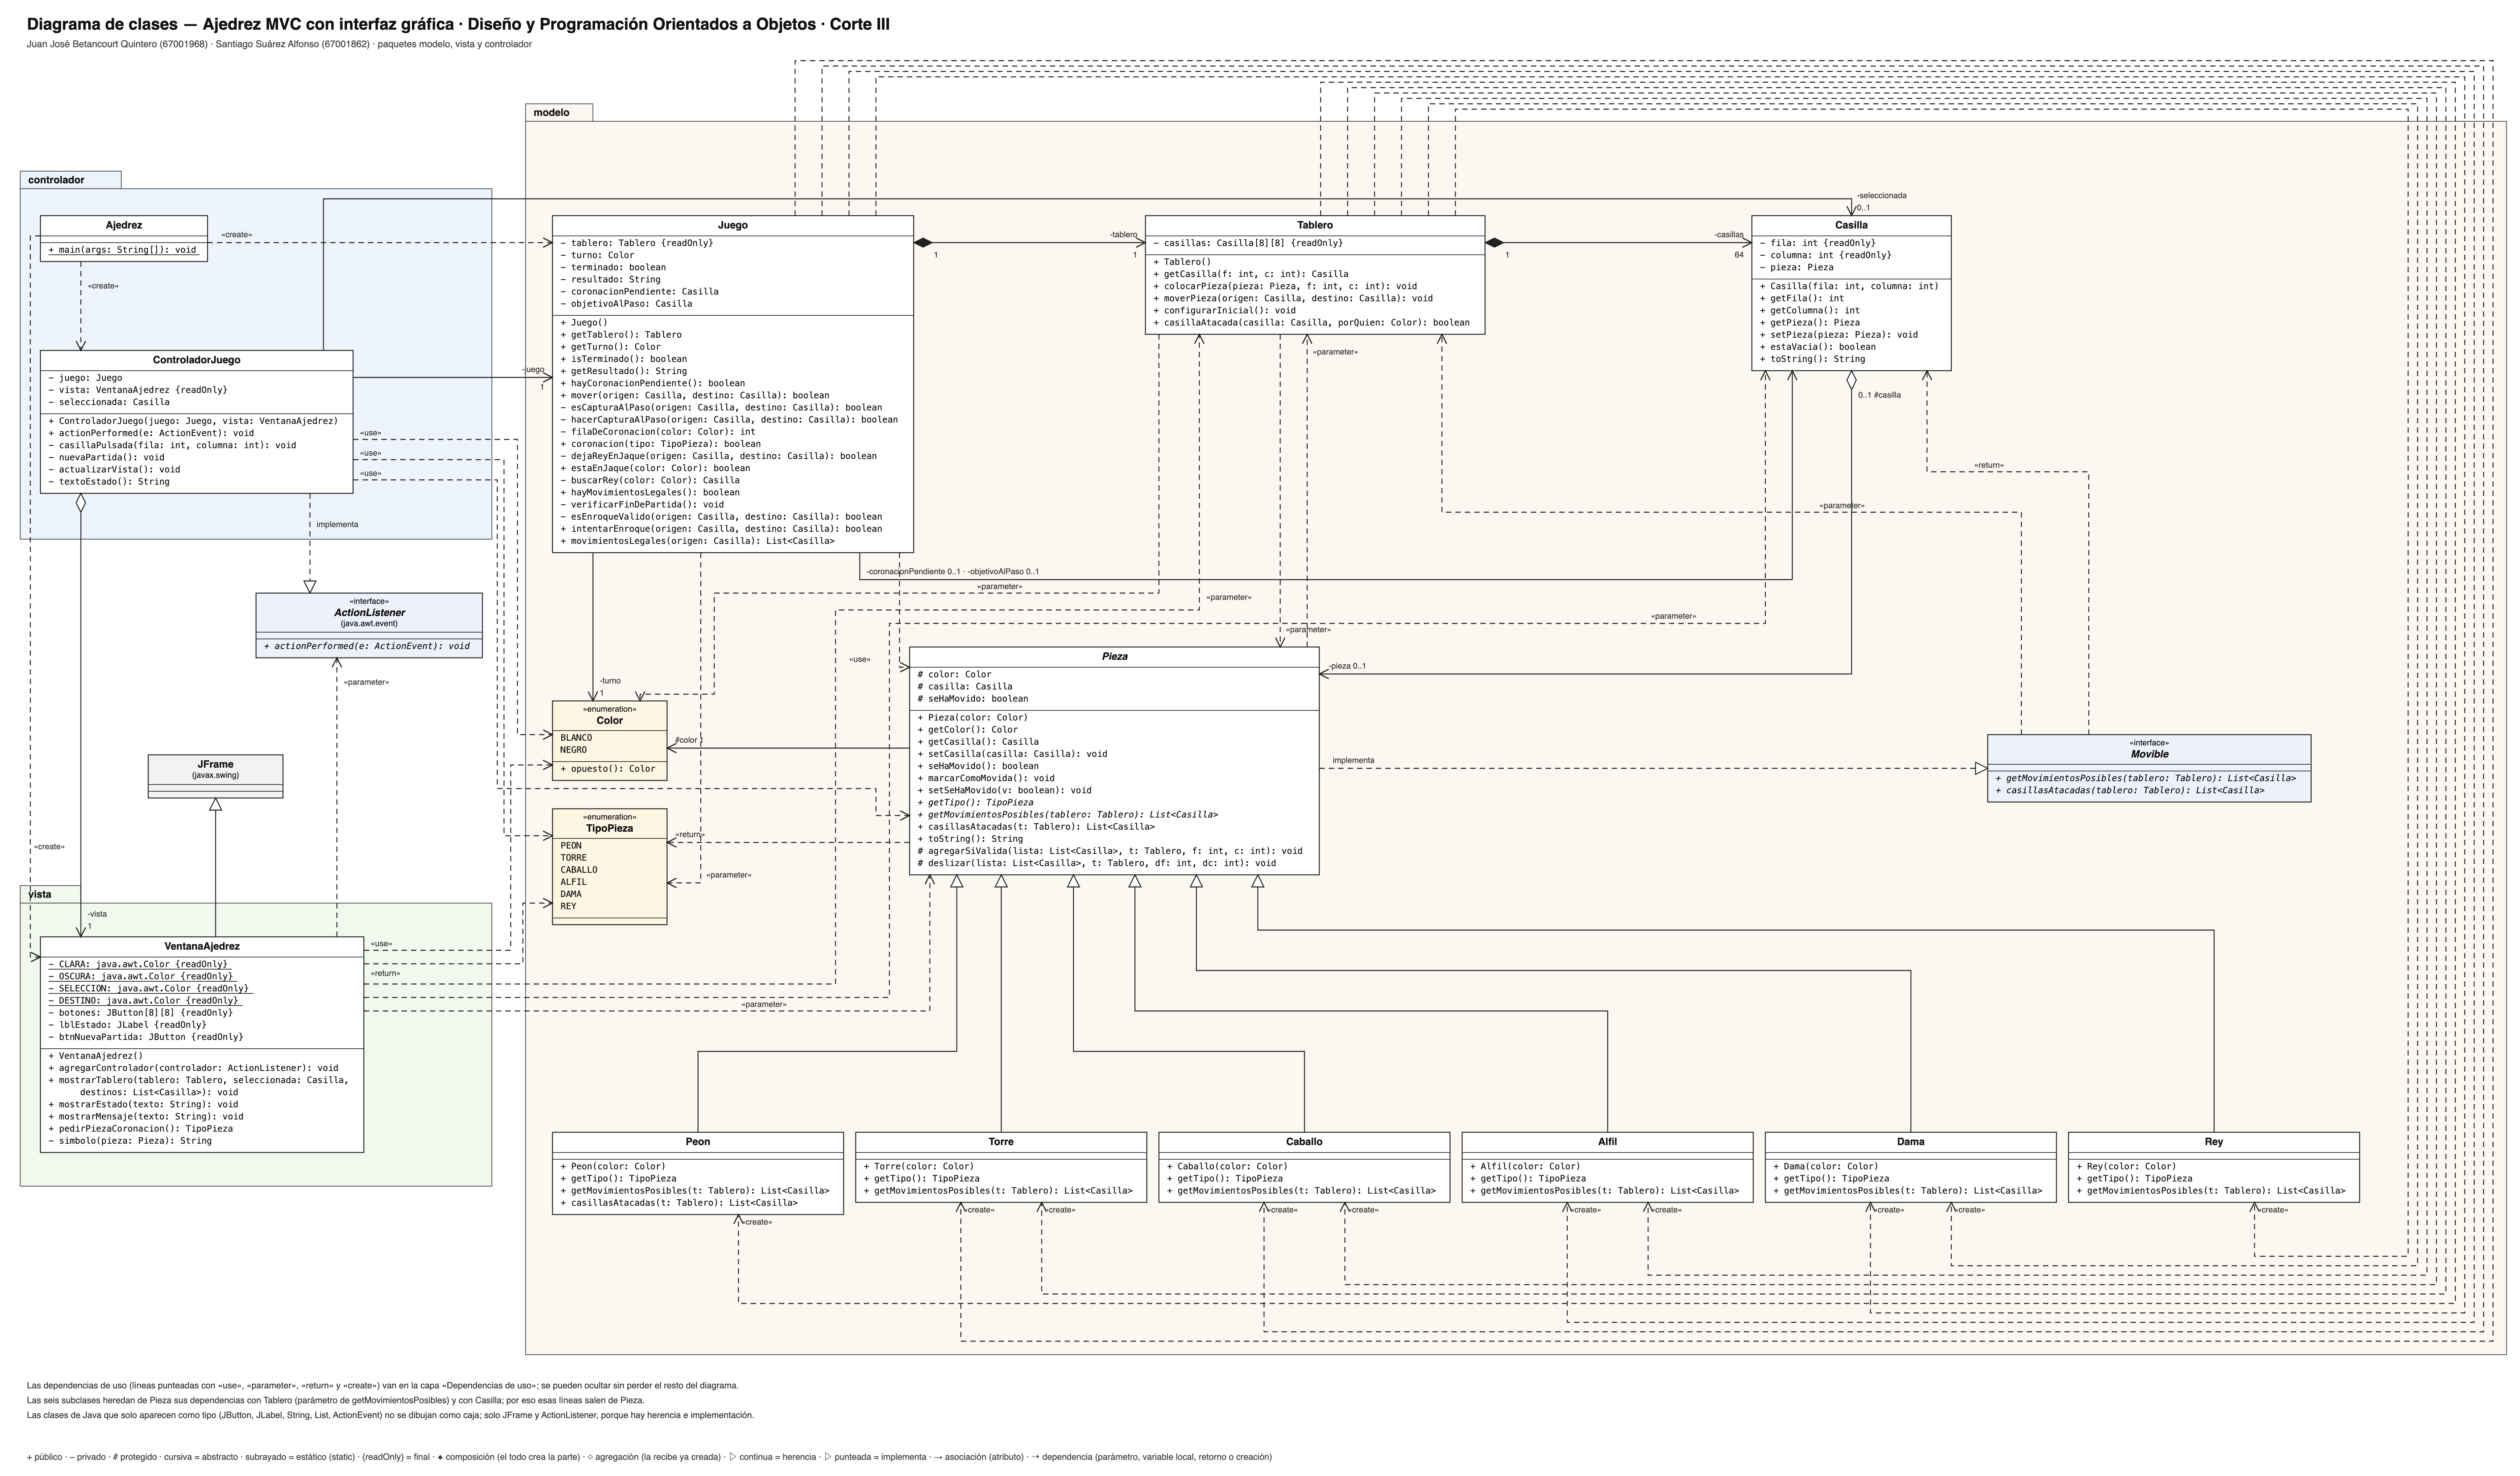 Diagrama de clases — Ajedrez MVC con interfaz gráfica · Diseño y Programación Orientados a Objetos · Corte III
Juan José Betancourt Quintero (67001968) · Santiago Suárez Alfonso (67001862) · paquetes modelo, vista y controlador
modelo
controlador
Ajedrez
+ main(args: String[]): void
«create»
«create»
ControladorJuego
− juego: Juego
− vista: VentanaAjedrez {readOnly}
− seleccionada: Casilla
+ ControladorJuego(juego: Juego, vista: VentanaAjedrez)
+ actionPerformed(e: ActionEvent): void
− casillaPulsada(fila: int, columna: int): void
− nuevaPartida(): void
− actualizarVista(): void
− textoEstado(): String
«use»
«use»
«use»
implementa
-juego
1
Juego
− tablero: Tablero {readOnly}
− turno: Color
− terminado: boolean
− resultado: String
− coronacionPendiente: Casilla
− objetivoAlPaso: Casilla
+ Juego()
+ getTablero(): Tablero
+ getTurno(): Color
+ isTerminado(): boolean
+ getResultado(): String
+ hayCoronacionPendiente(): boolean
+ mover(origen: Casilla, destino: Casilla): boolean
− esCapturaAlPaso(origen: Casilla, destino: Casilla): boolean
− hacerCapturaAlPaso(origen: Casilla, destino: Casilla): boolean
− filaDeCoronacion(color: Color): int
+ coronacion(tipo: TipoPieza): boolean
− dejaReyEnJaque(origen: Casilla, destino: Casilla): boolean
+ estaEnJaque(color: Color): boolean
− buscarRey(color: Color): Casilla
+ hayMovimientosLegales(): boolean
− verificarFinDePartida(): void
− esEnroqueValido(origen: Casilla, destino: Casilla): boolean
+ intentarEnroque(origen: Casilla, destino: Casilla): boolean
+ movimientosLegales(origen: Casilla): List<Casilla>
-tablero
1
1
Tablero
− casillas: Casilla[8][8] {readOnly}
+ Tablero()
+ getCasilla(f: int, c: int): Casilla
+ colocarPieza(pieza: Pieza, f: int, c: int): void
+ moverPieza(origen: Casilla, destino: Casilla): void
+ configurarInicial(): void
+ casillaAtacada(casilla: Casilla, porQuien: Color): boolean
-casillas
1
64
-seleccionada
0..1
Casilla
− fila: int {readOnly}
− columna: int {readOnly}
− pieza: Pieza
+ Casilla(fila: int, columna: int)
+ getFila(): int
+ getColumna(): int
+ getPieza(): Pieza
+ setPieza(pieza: Pieza): void
+ estaVacia(): boolean
+ toString(): String
«parameter»
0..1 #casilla
«return»
«parameter»
-coronacionPendiente 0..1 · -objetivoAlPaso 0..1
«parameter»
«parameter»
«parameter»
«parameter»
«interface»
ActionListener
(java.awt.event)
+ actionPerformed(e: ActionEvent): void
«parameter»
«use»
-turno
1
«enumeration»
Color
BLANCO
NEGRO
+ opuesto(): Color
#color 1
Pieza
# color: Color
# casilla: Casilla
# seHaMovido: boolean
+ Pieza(color: Color)
+ getColor(): Color
+ getCasilla(): Casilla
+ setCasilla(casilla: Casilla): void
+ seHaMovido(): boolean
+ marcarComoMovida(): void
+ setSeHaMovido(v: boolean): void
+ getTipo(): TipoPieza
+ getMovimientosPosibles(tablero: Tablero): List<Casilla>
+ casillasAtacadas(t: Tablero): List<Casilla>
+ toString(): String
# agregarSiValida(lista: List<Casilla>, t: Tablero, f: int, c: int): void
# deslizar(lista: List<Casilla>, t: Tablero, df: int, dc: int): void
-pieza 0..1
implementa
«interface»
Movible
+ getMovimientosPosibles(tablero: Tablero): List<Casilla>
+ casillasAtacadas(tablero: Tablero): List<Casilla>
JFrame
(javax.swing)
«enumeration»
TipoPieza
PEON
TORRE
CABALLO
ALFIL
DAMA
REY
«return»
«parameter»
«create»
vista
-vista
1
VentanaAjedrez
− CLARA: java.awt.Color {readOnly}
− OSCURA: java.awt.Color {readOnly}
− SELECCION: java.awt.Color {readOnly}
− DESTINO: java.awt.Color {readOnly}
− botones: JButton[8][8] {readOnly}
− lblEstado: JLabel {readOnly}
− btnNuevaPartida: JButton {readOnly}
+ VentanaAjedrez()
+ agregarControlador(controlador: ActionListener): void
+ mostrarTablero(tablero: Tablero, seleccionada: Casilla,
destinos: List<Casilla>): void
+ mostrarEstado(texto: String): void
+ mostrarMensaje(texto: String): void
+ pedirPiezaCoronacion(): TipoPieza
− simbolo(pieza: Pieza): String
«use»
«return»
«parameter»
Peon
+ Peon(color: Color)
+ getTipo(): TipoPieza
+ getMovimientosPosibles(t: Tablero): List<Casilla>
+ casillasAtacadas(t: Tablero): List<Casilla>
Torre
+ Torre(color: Color)
+ getTipo(): TipoPieza
+ getMovimientosPosibles(t: Tablero): List<Casilla>
Caballo
+ Caballo(color: Color)
+ getTipo(): TipoPieza
+ getMovimientosPosibles(t: Tablero): List<Casilla>
Alfil
+ Alfil(color: Color)
+ getTipo(): TipoPieza
+ getMovimientosPosibles(t: Tablero): List<Casilla>
Dama
+ Dama(color: Color)
+ getTipo(): TipoPieza
+ getMovimientosPosibles(t: Tablero): List<Casilla>
Rey
+ Rey(color: Color)
+ getTipo(): TipoPieza
+ getMovimientosPosibles(t: Tablero): List<Casilla>
«create»
«create»
«create»
«create»
«create»
«create»
«create»
«create»
«create»
«create»
Las dependencias de uso (líneas punteadas con «use», «parameter», «return» y «create») van en la capa «Dependencias de uso»; se pueden ocultar sin perder el resto del diagrama.
Las seis subclases heredan de Pieza sus dependencias con Tablero (parámetro de getMovimientosPosibles) y con Casilla; por eso esas líneas salen de Pieza.
Las clases de Java que solo aparecen como tipo (JButton, JLabel, String, List, ActionEvent) no se dibujan como caja; solo JFrame y ActionListener, porque hay herencia e implementación.
+ público · − privado · # protegido · cursiva = abstracto · subrayado = estático (static) · {readOnly} = final · ◆ composición (el todo crea la parte) · ◇ agregación (la recibe ya creada) · ▷ continua = herencia · ▷ punteada = implementa · → asociación (atributo) · ⇢ dependencia (parámetro, variable local, retorno o creación)